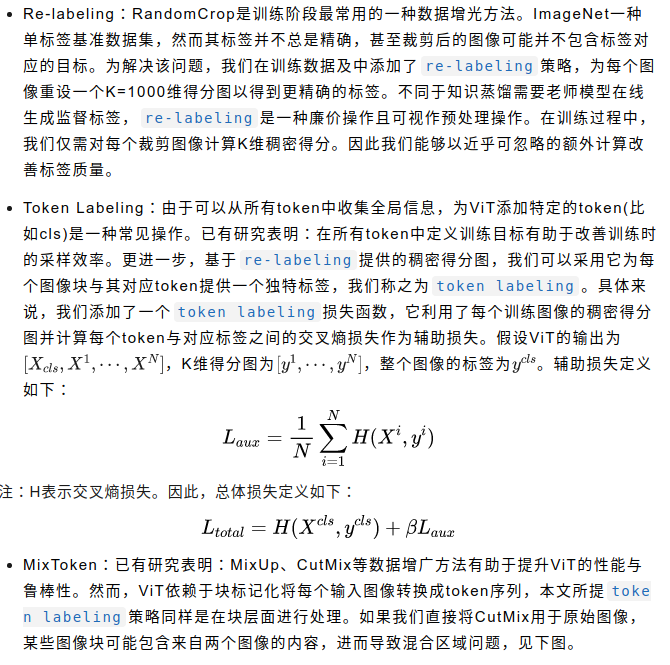 • Re-labeling：RandomCrop是训练阶段最常用的一种数据增光方法。ImageNet一种
单标签基准数据集，然而其标签并不总是精确，甚至裁剪后的图像可能并不包含标签对
应的目标。为解决该问题，我们在训练数据及中添加了 re-labeling 策略，为每个图
像重设一个K=1000维得分图以得到更精确的标签。不同于知识蒸馏需要老师模型在线
生成监督标签， re-labeling 是一种廉价操作且可视作预处理操作。在训练过程中，
我们仅需对每个裁剪图像计算K维稠密得分。因此我们能够以近乎可忽略的额外计算改
善标签质量。
• Token Labeling：由于可以从所有token中收集全局信息，为ViT添加特定的token(比
如cls)是一种常见操作。已有研究表明：在所有token中定义训练目标有助于改善训练时
的采样效率。更进一步，基于 re-labeling 提供的稠密得分图，我们可以采用它为每
个图像块与其对应token提供一个独特标签，我们称之为 token labeling 。具体来
说，我们添加了一个 token labeling 损失函数，它利用了每个训练图像的稠密得分
图并计算每个token与对应标签之间的交叉熵损失作为辅助损失。假设ViT的输出为
[X_{cls}, X^1, ⋯, X^N]，K维得分图为[y^1, ⋯, y^N]，整个图像的标签为y^{cls}。辅助损失定义
如下：
L_{aux} = \frac{1}{N} \sum_{i=1}^{N} H(X^i, y^i)
注：H表示交叉熵损失。因此，总体损失定义如下：
L_{total} = H(X^{cls}, y^{cls}) + βL_{aux}
• MixToken：已有研究表明：MixUp、CutMix等数据增广方法有助于提升ViT的性能与
鲁棒性。然而，ViT依赖于块标记化将每个输入图像转换成token序列，本文所提 toke
n labeling 策略同样是在块层面进行处理。如果我们直接将CutMix用于原始图像，
某些图像块可能包含来自两个图像的内容，进而导致混合区域问题，见下图。